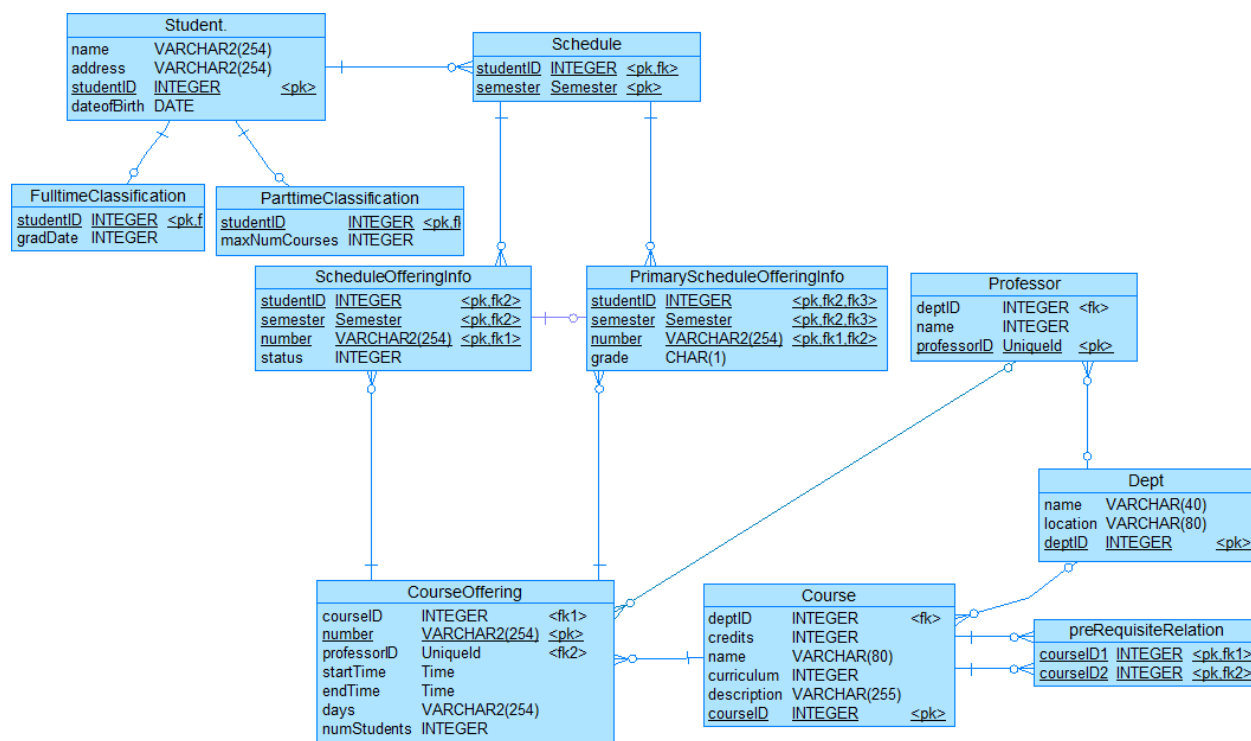 Student.
name VARCHAR2(254)
address VARCHAR2(254)
studentID INTEGER <pk>
dateofBirth DATE
Schedule
studentID INTEGER <pk,fk>
semester Semester <pk>
FulltimeClassification
studentID INTEGER <pk,f
gradDate INTEGER
ParttimeClassification
studentID INTEGER <pk,fl
maxNumCourses INTEGER
ScheduleOfferingInfo
studentID INTEGER <pk,fk2>
semester Semester <pk,fk2>
number VARCHAR2(254) <pk,fk1>
status INTEGER
PrimaryScheduleOfferingInfo
studentID INTEGER <pk,fk2,fk3>
semester Semester <pk,fk2,fk3>
number VARCHAR2(254) <pk,fk1,fk2>
grade CHAR(1)
Professor
deptID INTEGER <fk>
name INTEGER
professorID UniqueId <pk>
Dept
name VARCHAR(40)
location VARCHAR(80)
deptID INTEGER <pk>
CourseOffering
courseID INTEGER <fk1>
number VARCHAR2(254) <pk>
professorID UniqueId <fk2>
startTime Time
endTime Time
days VARCHAR2(254)
numStudents INTEGER
Course
deptID INTEGER <fk>
credits INTEGER
name VARCHAR(80)
curriculum INTEGER
description VARCHAR(255)
courseID INTEGER <pk>
preRequisiteRelation
courseID1 INTEGER <pk,fk1>
courseID2 INTEGER <pk,fk2>